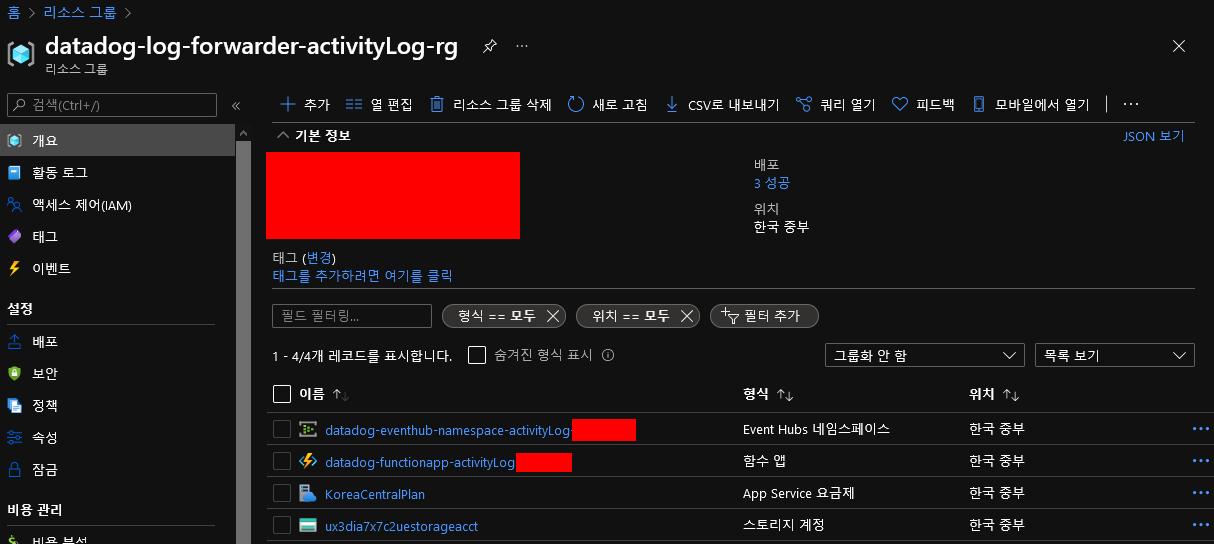 홈 > 리소스 그룹 >
datadog-log-forwarder-activityLog-rg
리소스 그룹
검색(Ctrl+/)
개요
활동 로그
액세스 제어(IAM)
태그
이벤트
설정
배포
보안
정책
속성
잠금
비용 관리
비용 분석
추가 열 편집 리소스 그룹 삭제 새로 고침 CSV로 내보내기 쿼리 열기 피드백 모바일에서 열기
기본 정보 JSON 보기
배포
3 성공
위치
한국 중부
태그 (변경)
태그를 추가하려면 여기를 클릭
필드 필터링... 형식 == 모두 위치 == 모두 필터 추가
1 - 4/4개 레코드를 표시합니다. 숨겨진 형식 표시 그룹화 안 함 목록 보기
이름 형식 위치
datadog-eventhub-namespace-activityLog- Event Hubs 네임스페이스 한국 중부
datadog-functionapp-activityLog 함수 앱 한국 중부
KoreaCentralPlan App Service 요금제 한국 중부
ux3dia7x7c2uestorageacct 스토리지 계정 한국 중부